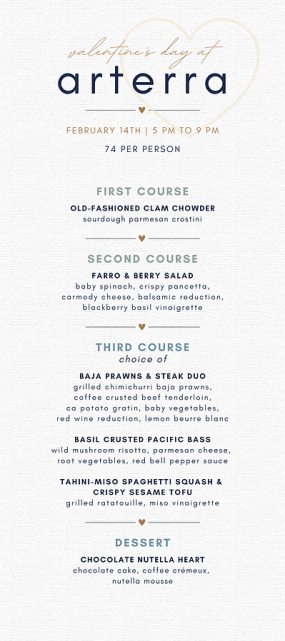 valentine's day at
arterra
FEBRUARY 14TH | 5 PM TO 9 PM
74 PER PERSON
FIRST COURSE
OLD-FASHIONED CLAM CHOWDER
sourdough parmesan crostini
SECOND COURSE
FARRO & BERRY SALAD
baby spinach, crispy pancetta,
carmody cheese, balsamic reduction,
blackberry basil vinaigrette
THIRD COURSE
choice of
BAJA PRAWNS & STEAK DUO
grilled chimichurri baja prawns,
coffee crusted beef tenderloin,
ca potato gratin, baby vegetables,
red wine reduction, lemon beurre blanc
BASIL CRUSTED PACIFIC BASS
wild mushroom risotto, parmesan cheese,
root vegetables, red bell pepper sauce
TAHINI-MISO SPAGHETTI SQUASH &
CRISPY SESAME TOFU
grilled ratatouille, miso vinaigrette
DESSERT
CHOCOLATE NUTELLA HEART
chocolate cake, coffee crémeux,
nutella mousse